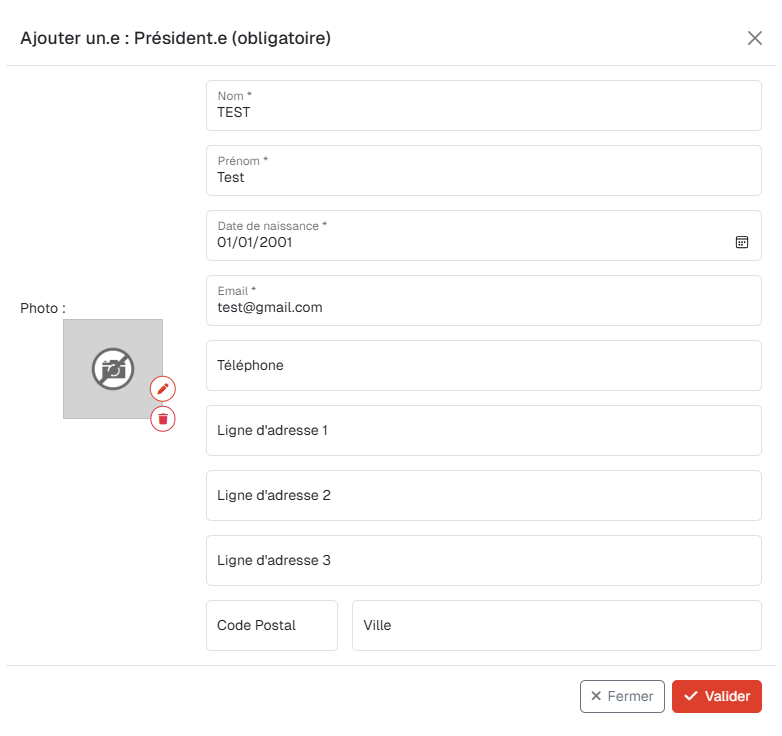 Ajouter un.e : Président.e (obligatoire)
Nom *
TEST
Prénom *
Test
Date de naissance *
01/01/2001
Email *
test@gmail.com
Photo :
Téléphone
Ligne d'adresse 1
Ligne d'adresse 2
Ligne d'adresse 3
Code Postal
Ville
Fermer
Valider